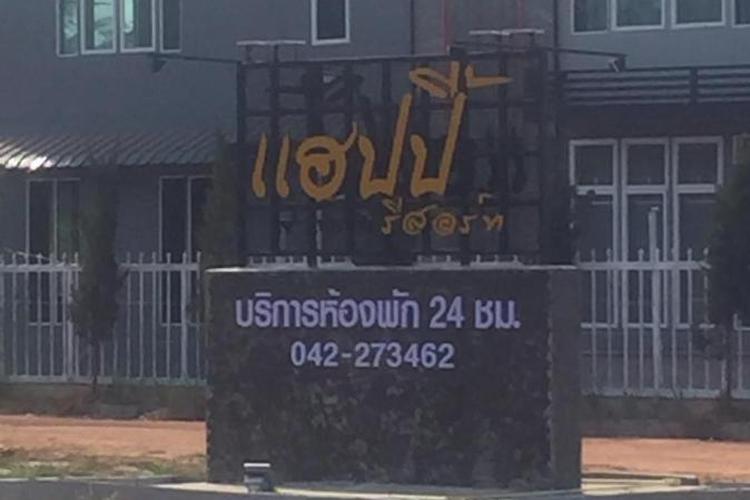 แฮปปี้
รีสอร์ท
บริการห้องพัก 24 ชม.
042-273462